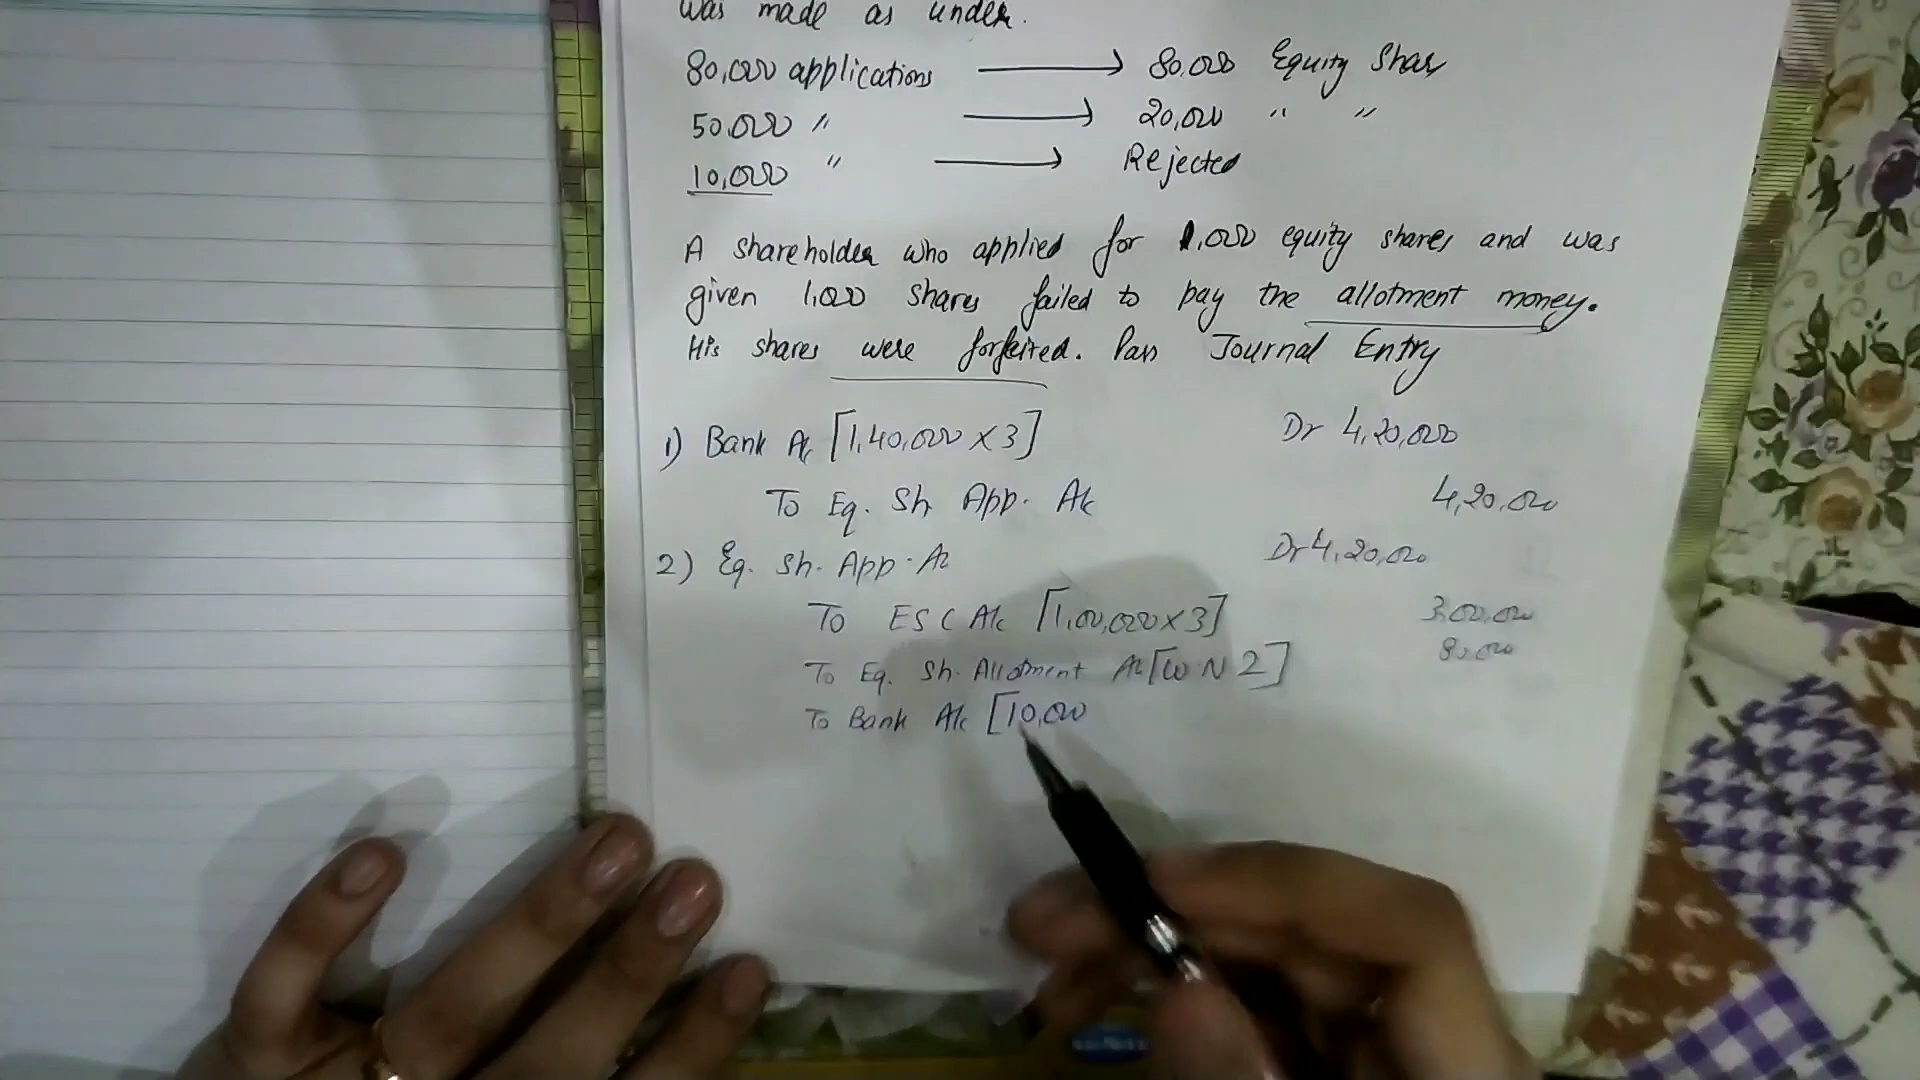 was made as under.
80,000 applications → 80,000 Equity Shar
50,000 " → 20,000 " "
10,000 " → Rejected
A shareholder who applied for 1,000 equity shares and was
given 1,000 shares failed to pay the allotment money.
His shares were forfeited. Pass Journal Entry
1) Bank A/c [1,40,000 X 3] Dr 4,20,000
To Eq. Sh App. A/c 4,20,000
2) Eq. Sh. App. A/c Dr 4,20,000
To ESC A/c [1,00,000 X 3] 3,00,000
To Eq. Sh. Allotment A/c [WN 2]
To Bank A/c [10,000